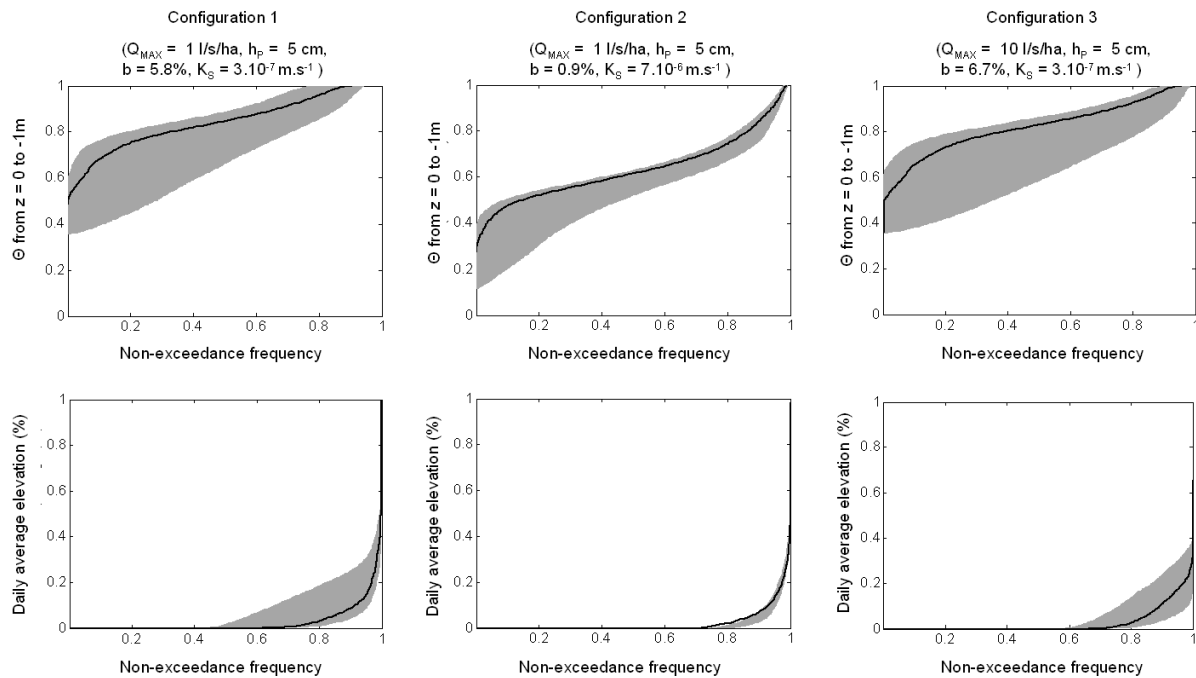 Configuration 1
(Q_MAX = 1 l/s/ha, h_P = 5 cm,
b = 5.8%, K_S = 3.10^-7 m.s^-1 )
Configuration 2
(Q_MAX = 1 l/s/ha, h_P = 5 cm,
b = 0.9%, K_S = 7.10^-6 m.s^-1 )
Configuration 3
(Q_MAX = 10 l/s/ha, h_P = 5 cm,
b = 6.7%, K_S = 3.10^-7 m.s^-1 )
Θ from z = 0 to -1m
1
0.8
0.6
0.4
0.2
0
0.2 0.4 0.6 0.8 1
Non-exceedance frequency
Θ from z = 0 to -1m
1
0.8
0.6
0.4
0.2
0
0.2 0.4 0.6 0.8 1
Non-exceedance frequency
Θ from z = 0 to -1m
1
0.8
0.6
0.4
0.2
0
0.2 0.4 0.6 0.8 1
Non-exceedance frequency
Daily average elevation (%)
1
0.8
0.6
0.4
0.2
0
0.2 0.4 0.6 0.8 1
Non-exceedance frequency
Daily average elevation (%)
1
0.8
0.6
0.4
0.2
0
0.2 0.4 0.6 0.8 1
Non-exceedance frequency
Daily average elevation (%)
1
0.8
0.6
0.4
0.2
0
0.2 0.4 0.6 0.8 1
Non-exceedance frequency